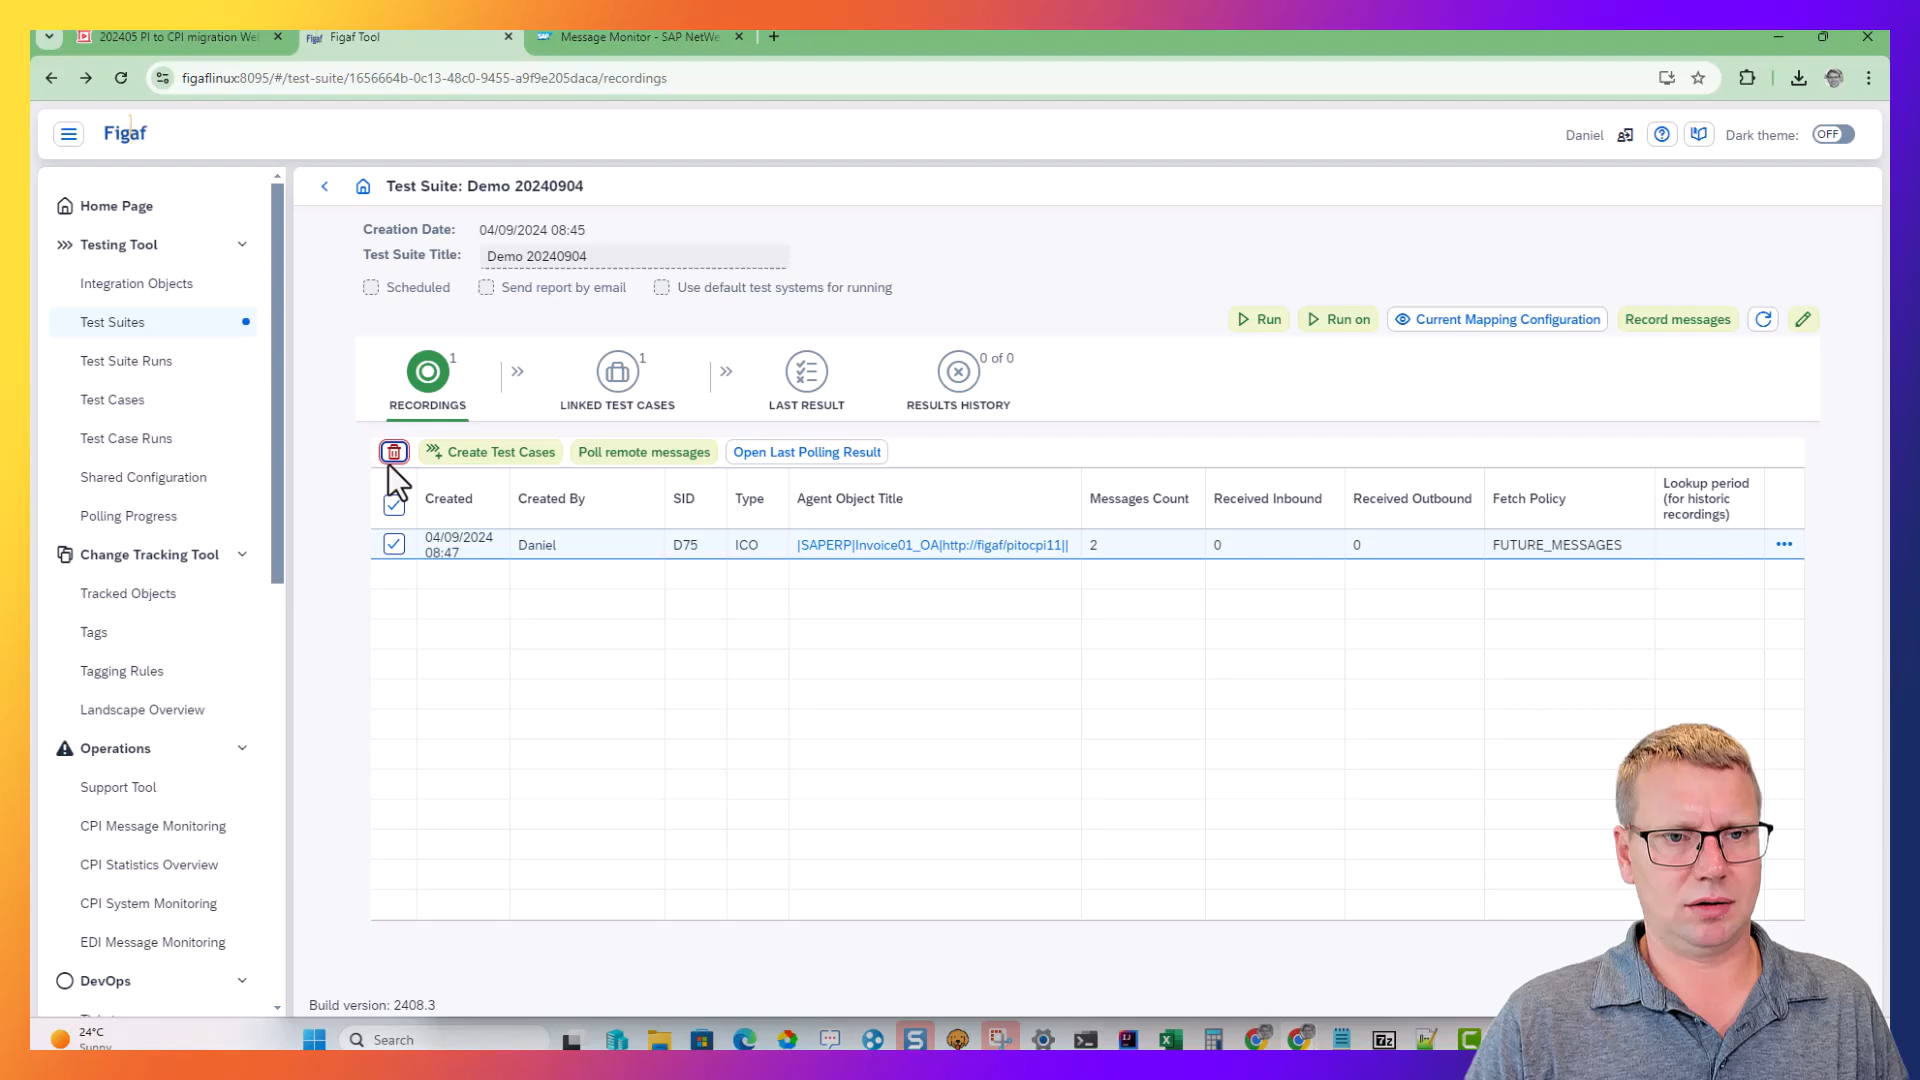 202405 PI to CPI migration We
Figaf Figaf Tool
Message Monitor - SAP NetWe
figaflinux:8095/#/test-suite/1656664b-0c13-48c0-9455-a9f9e205daca/recordings
Figaf
Daniel
Dark theme:
OFF
Home Page
Testing Tool
Integration Objects
Test Suites
Test Suite Runs
Test Cases
Test Case Runs
Shared Configuration
Polling Progress
Change Tracking Tool
Tracked Objects
Tags
Tagging Rules
Landscape Overview
Operations
Support Tool
CPI Message Monitoring
CPI Statistics Overview
CPI System Monitoring
EDI Message Monitoring
DevOps
Test Suite: Demo 20240904
Creation Date: 04/09/2024 08:45
Test Suite Title: Demo 20240904
Scheduled Send report by email Use default test systems for running
Run Run on Current Mapping Configuration Record messages
1 1 0 of 0
RECORDINGS LINKED TEST CASES LAST RESULT RESULTS HISTORY
Create Test Cases Poll remote messages Open Last Polling Result
Created Created By SID Type Agent Object Title Messages Count Received Inbound Received Outbound Fetch Policy Lookup period
(for historic
recordings)
04/09/2024
08:47 Daniel D75 ICO |SAPERP|Invoice01_OA|http://figaf/pitocpi11|| 2 0 0 FUTURE_MESSAGES
Build version: 2408.3
24°C
Sunny
Search
S
7z
C